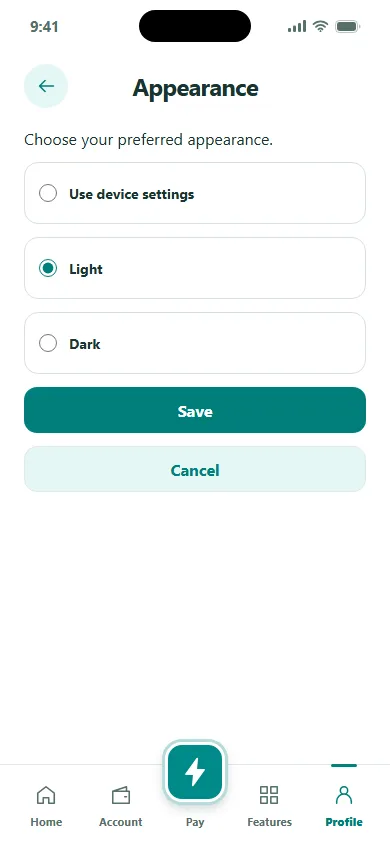 9:41
Appearance
Choose your preferred appearance.
Use device settings
Light
Dark
Save
Cancel
Home
Account
Pay
Features
Profile